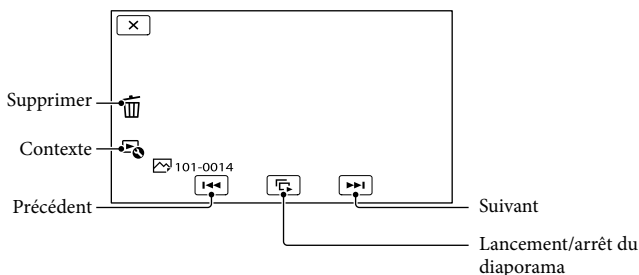 Supprimer
Contexte
101-0014
Précédent
Suivant
Lancement/arrêt du
diaporama